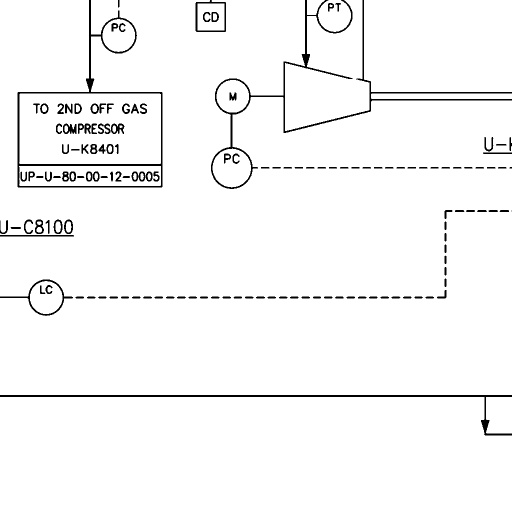 CD
PT
PC
TO 2ND OFF GAS
COMPRESSOR
U-K8401
UP-U-80-00-12-0005
M
PC
U-
U-C8100
LC